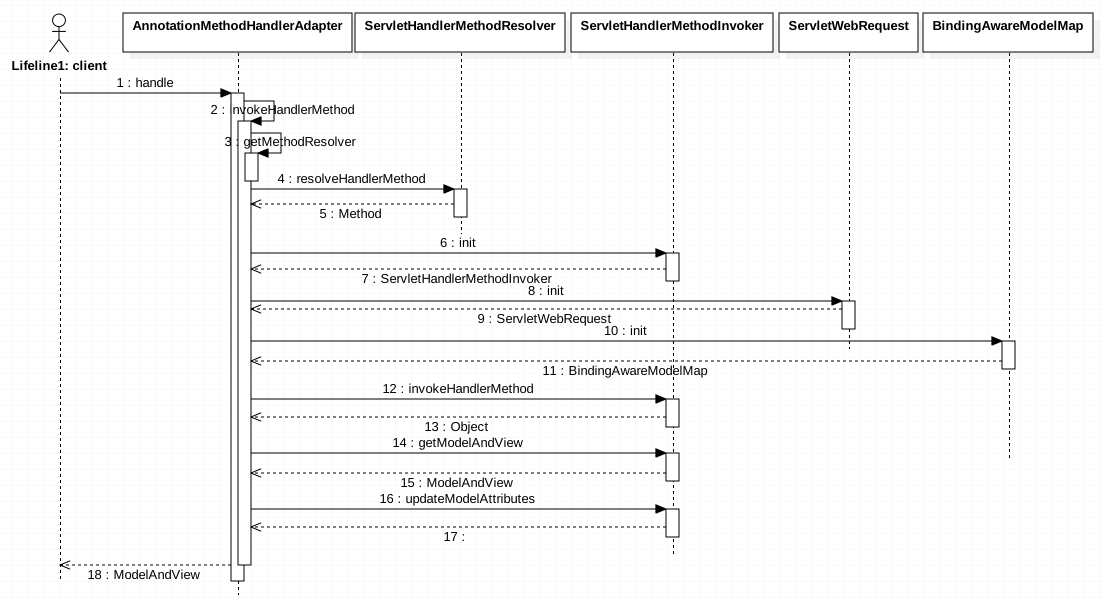 AnnotationMethodHandlerAdapter
ServletHandlerMethodResolver
ServletHandlerMethodInvoker
ServletWebRequest
BindingAwareModelMap
Lifeline1: client
1 : handle
2 : invokeHandlerMethod
3 : getMethodResolver
4 : resolveHandlerMethod
5 : Method
6 : init
7 : ServletHandlerMethodInvoker
8 : init
9 : ServletWebRequest
10 : init
11 : BindingAwareModelMap
12 : invokeHandlerMethod
13 : Object
14 : getModelAndView
15 : ModelAndView
16 : updateModelAttributes
17 :
18 : ModelAndView